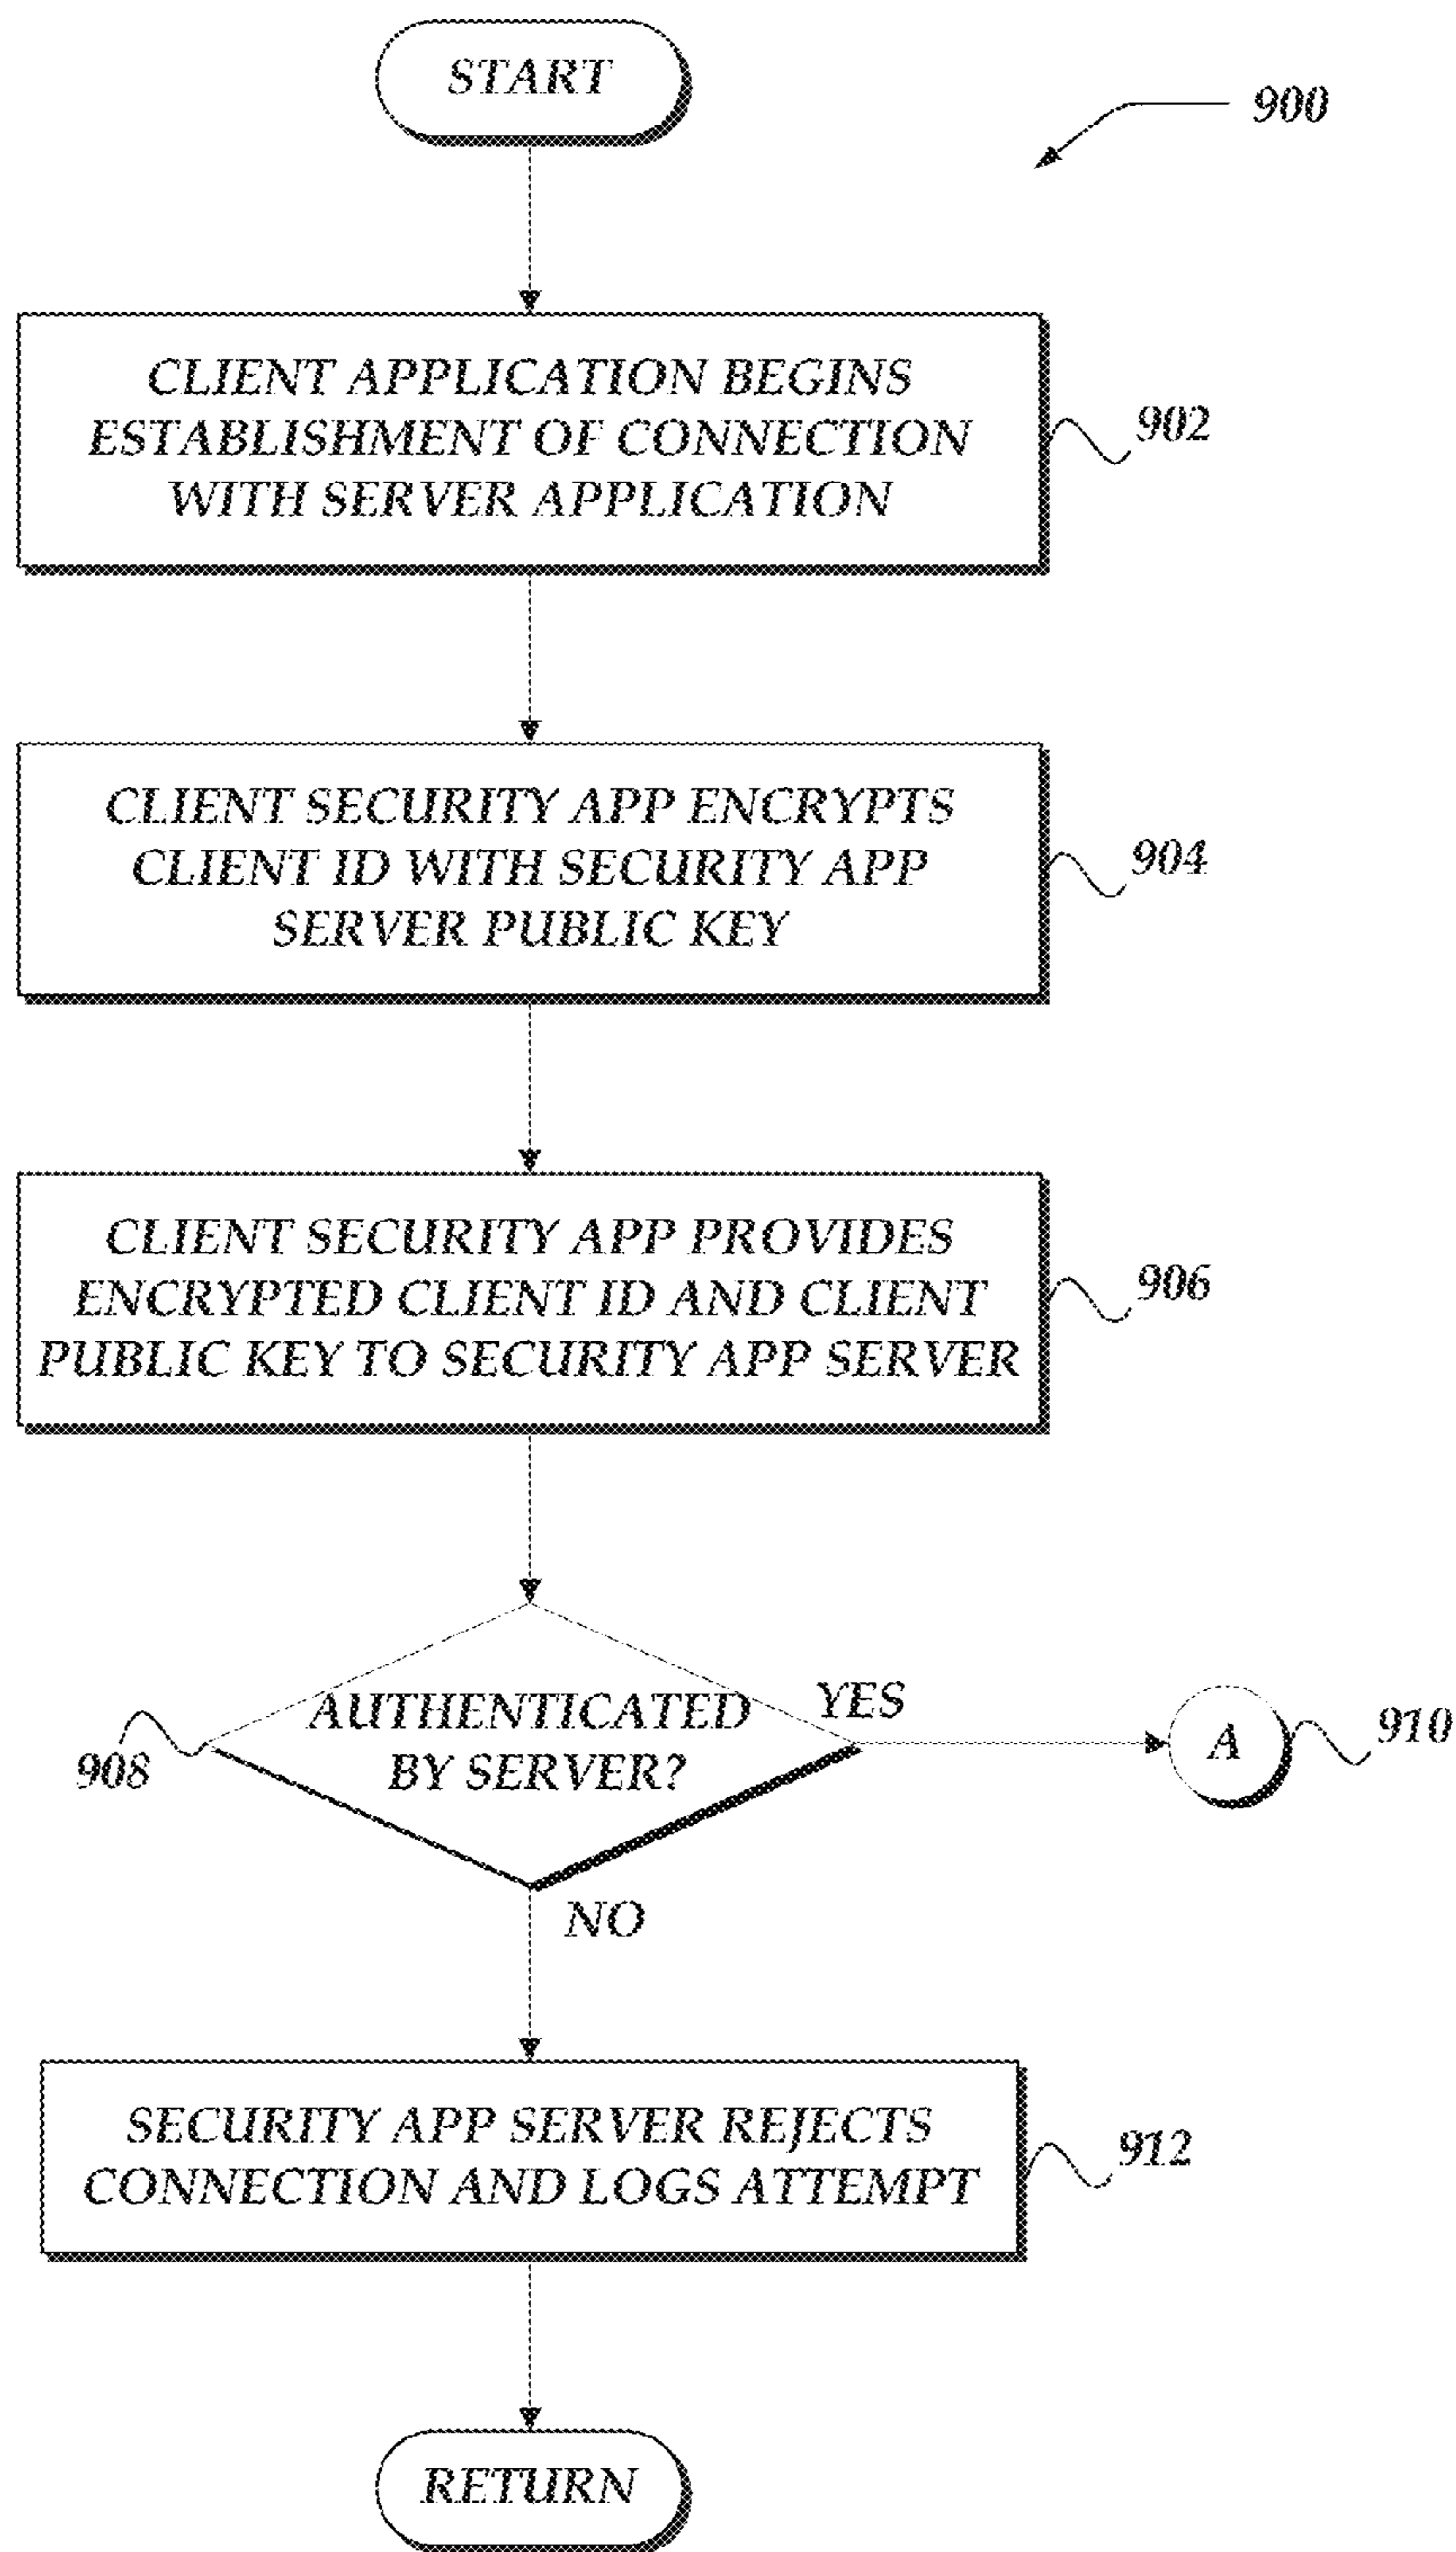 START
900
CLIENT APPLICATION BEGINS
ESTABLISHMENT OF CONNECTION
WITH SERVER APPLICATION
902
CLIENT SECURITY APP ENCRYPTS
CLIENT ID WITH SECURITY APP
SERVER PUBLIC KEY
904
CLIENT SECURITY APP PROVIDES
ENCRYPTED CLIENT ID AND CLIENT
PUBLIC KEY TO SECURITY APP SERVER
906
AUTHENTICATED
BY SERVER?
908
YES
A
910
NO
SECURITY APP SERVER REJECTS
CONNECTION AND LOGS ATTEMPT
912
RETURN